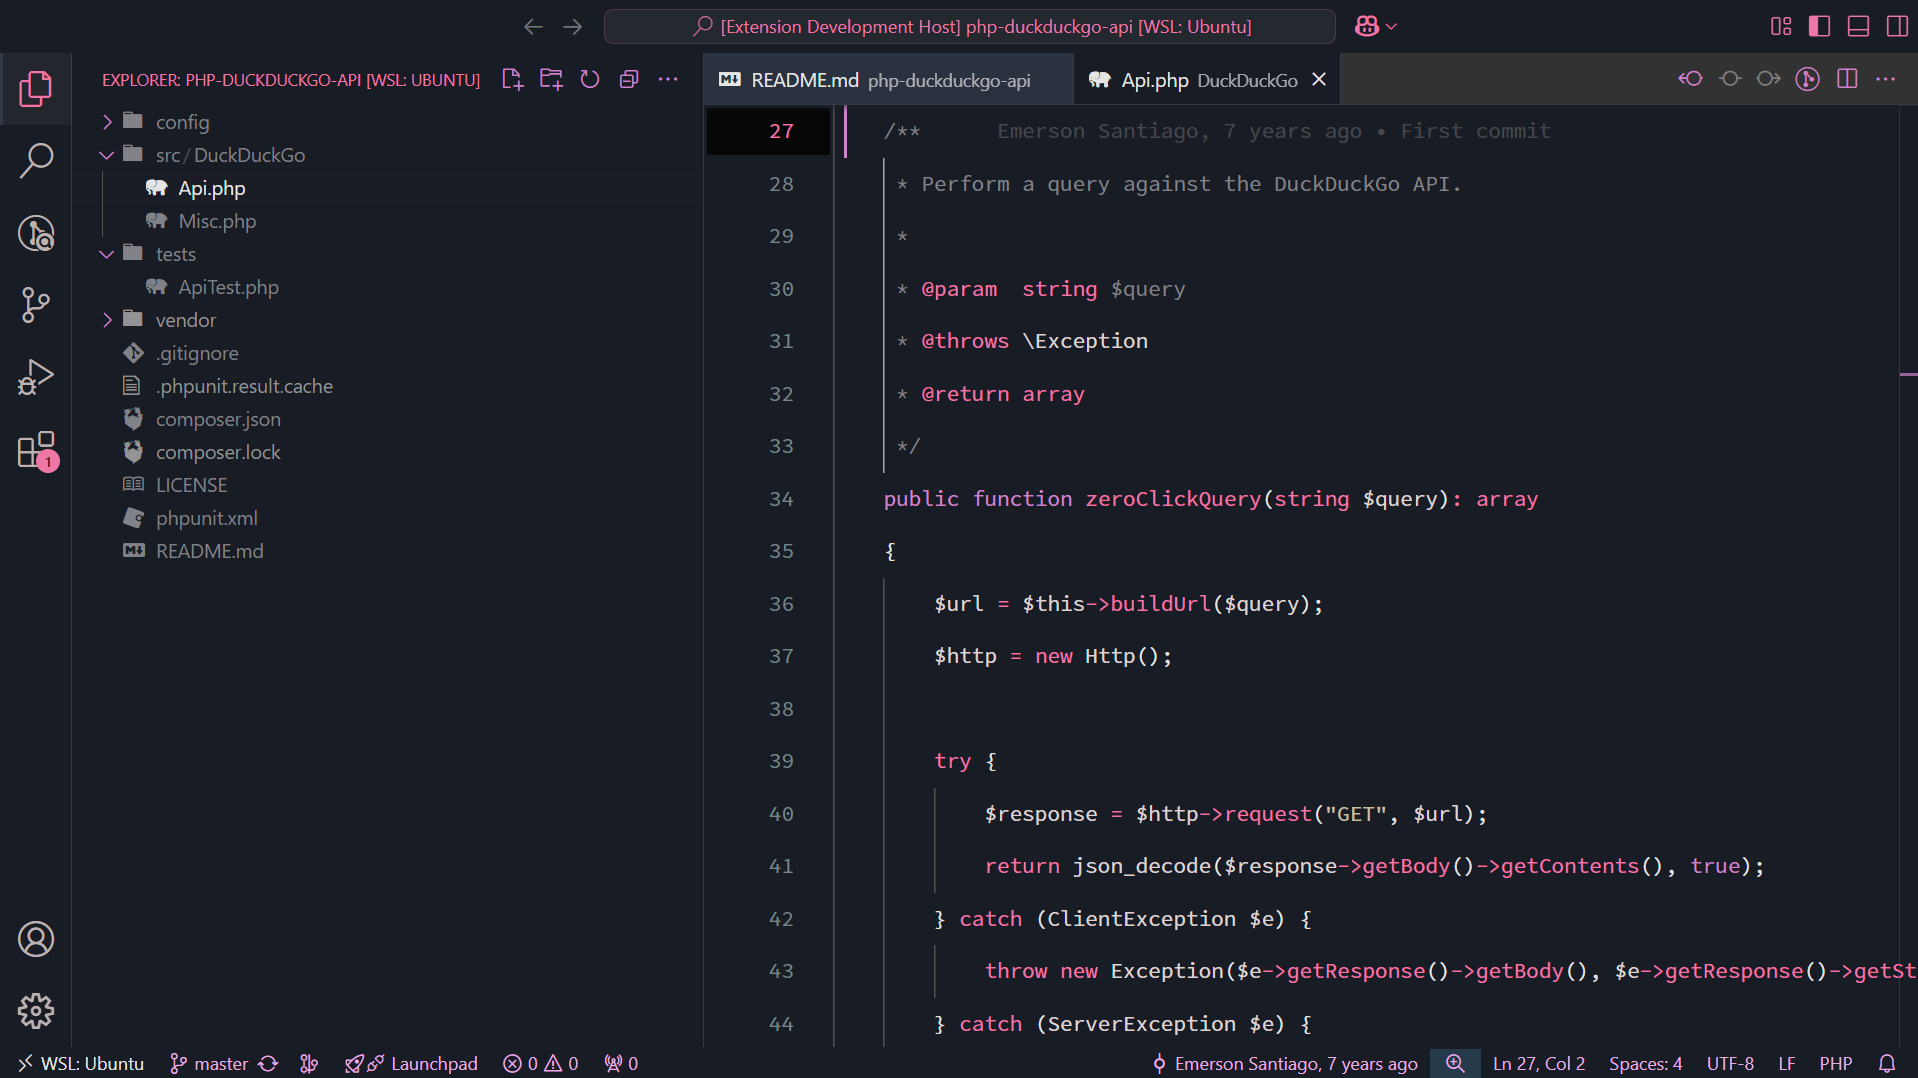 [Extension Development Host] php-duckduckgo-api [WSL: Ubuntu]
EXPLORER: PHP-DUCKDUCKGO-API [WSL: UBUNTU]
config
src/DuckDuckGo
Api.php
Misc.php
tests
ApiTest.php
vendor
.gitignore
.phpunit.result.cache
composer.json
composer.lock
LICENSE
phpunit.xml
README.md
1
README.md php-duckduckgo-api
Api.php DuckDuckGo
27 /** Emerson Santiago, 7 years ago • First commit
28 * Perform a query against the DuckDuckGo API.
29 *
30 * @param  string $query
31 * @throws \Exception
32 * @return array
33 */
34 public function zeroClickQuery(string $query): array
35 {
36 $url = $this->buildUrl($query);
37 $http = new Http();
38
39 try {
40 $response = $http->request("GET", $url);
41 return json_decode($response->getBody()->getContents(), true);
42 } catch (ClientException $e) {
43 throw new Exception($e->getResponse()->getBody(), $e->getResponse()->getSt
44 } catch (ServerException $e) {
WSL: Ubuntu master Launchpad 0 0 0 Emerson Santiago, 7 years ago Ln 27, Col 2 Spaces: 4 UTF-8 LF PHP